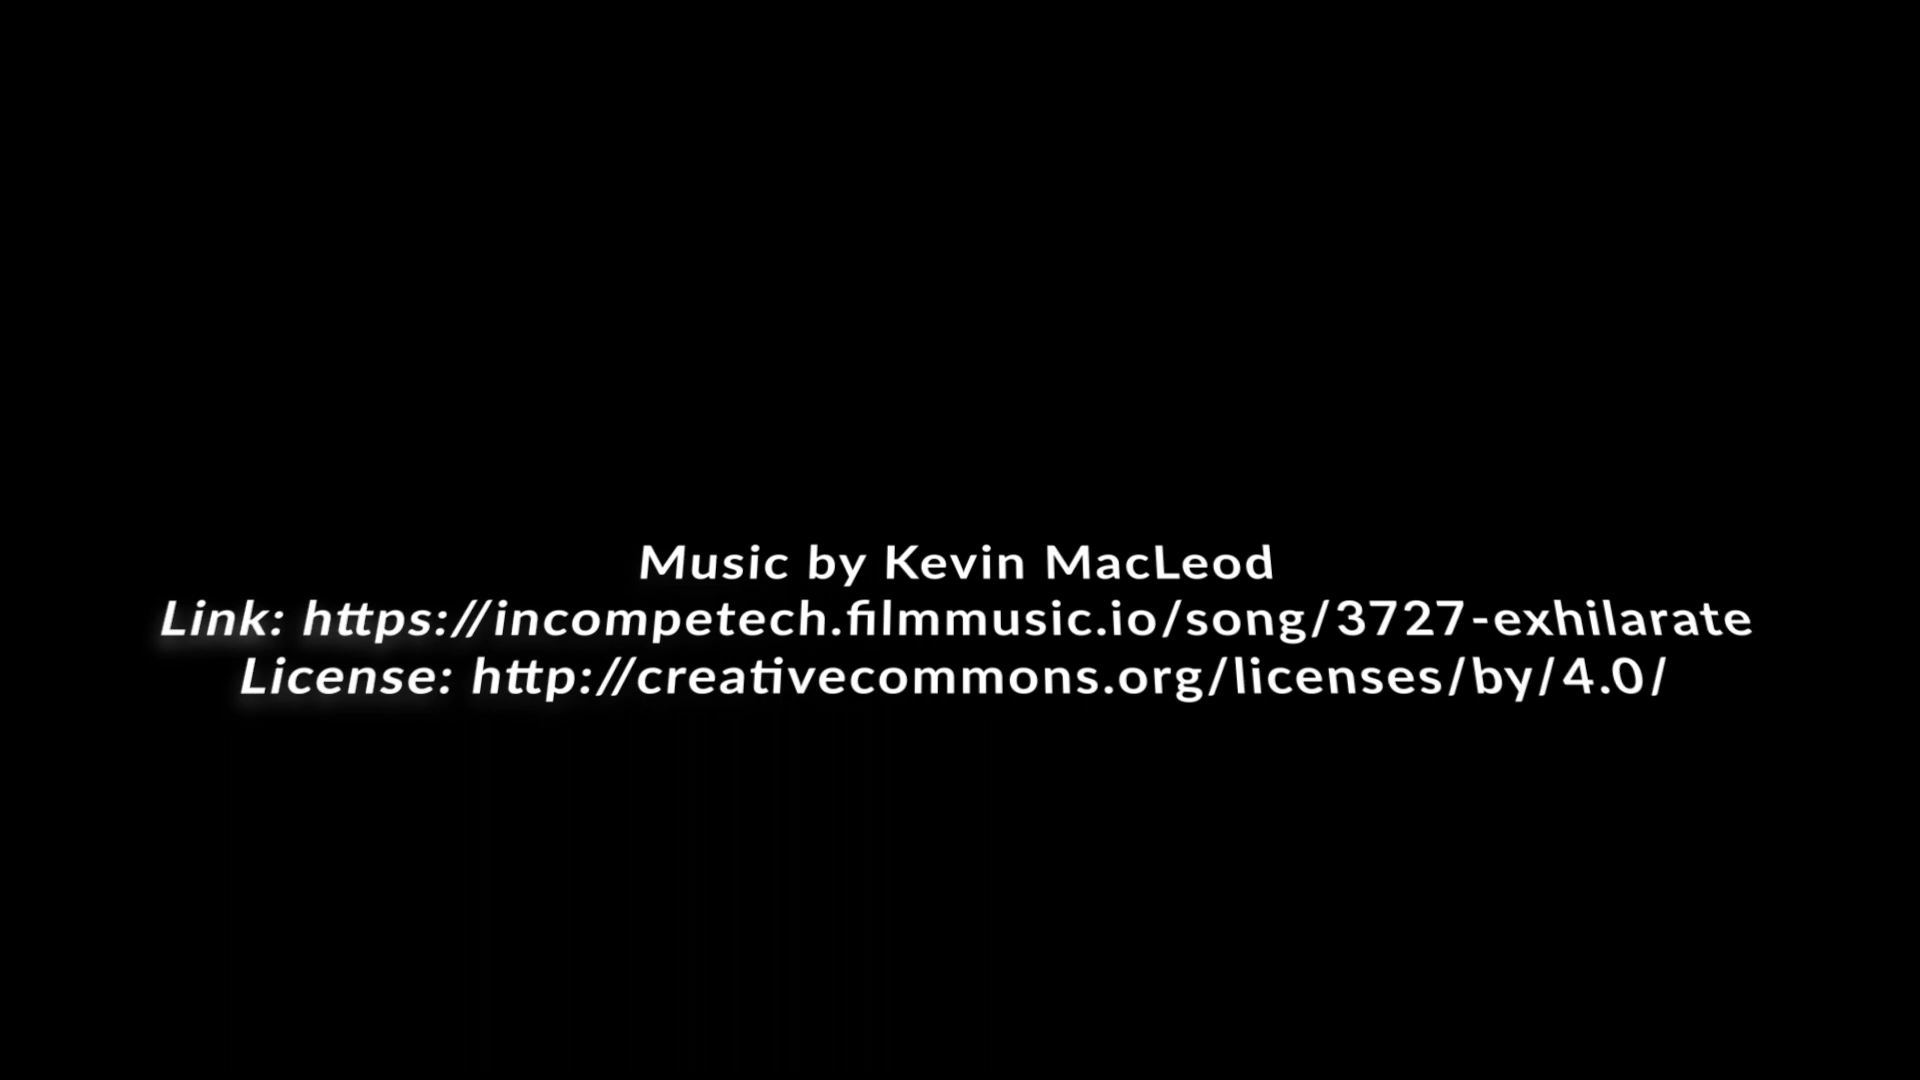 Music by Kevin MacLeod
Link: https://incompetech.filmmusic.io/song/3727-exhilarate
License: http://creativecommons.org/licenses/by/4.0/